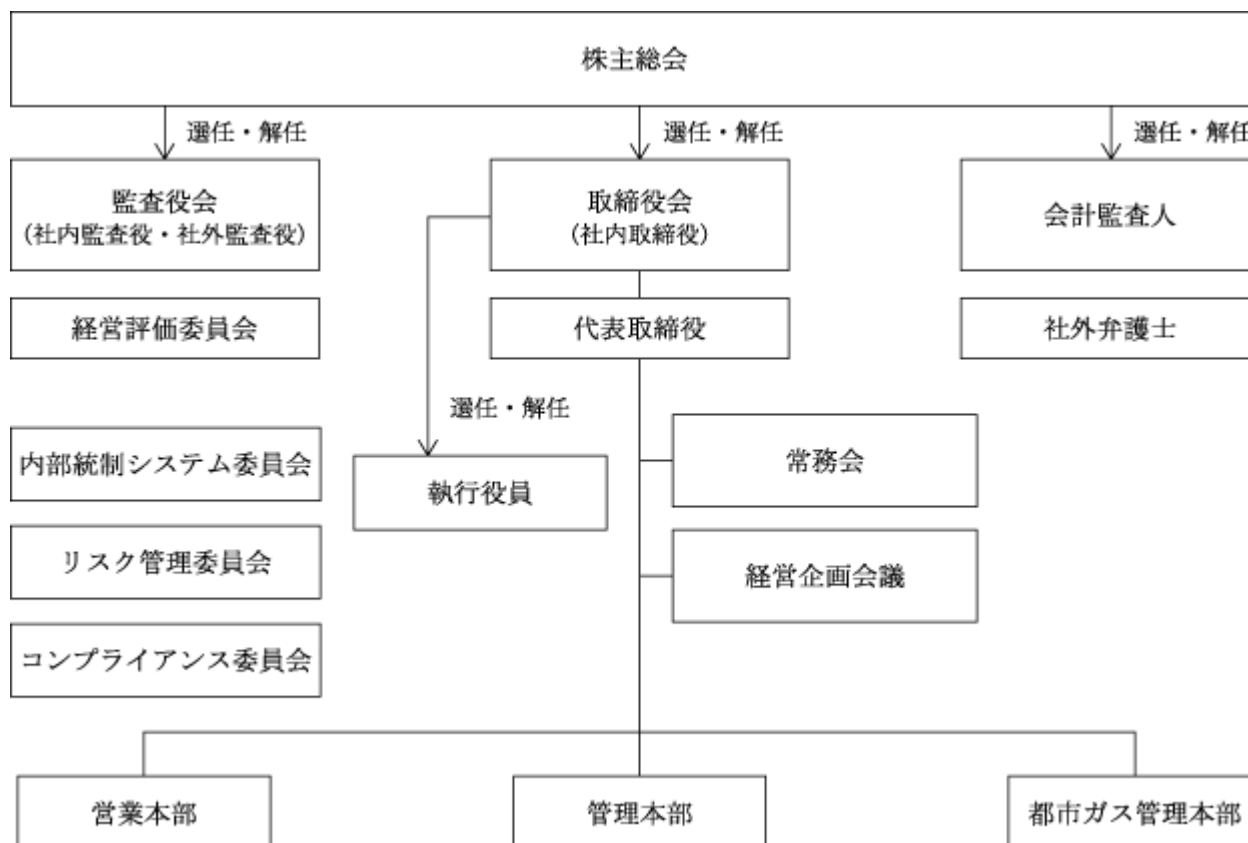 株主総会
選任・解任
選任・解任
選任・解任
監査役会
（社内監査役・社外監査役）
取締役会
（社内取締役）
会計監査人
経営評価委員会
代表取締役
社外弁護士
選任・解任
内部統制システム委員会
執行役員
常務会
リスク管理委員会
経営企画会議
コンプライアンス委員会
営業本部
管理本部
都市ガス管理本部